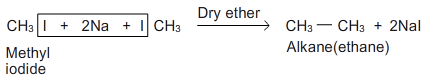 Dry ether
CH₃ I + 2Na + I CH₃ ⟶ CH₃ — CH₃ + 2NaI
Methyl Alkane(ethane)
iodide